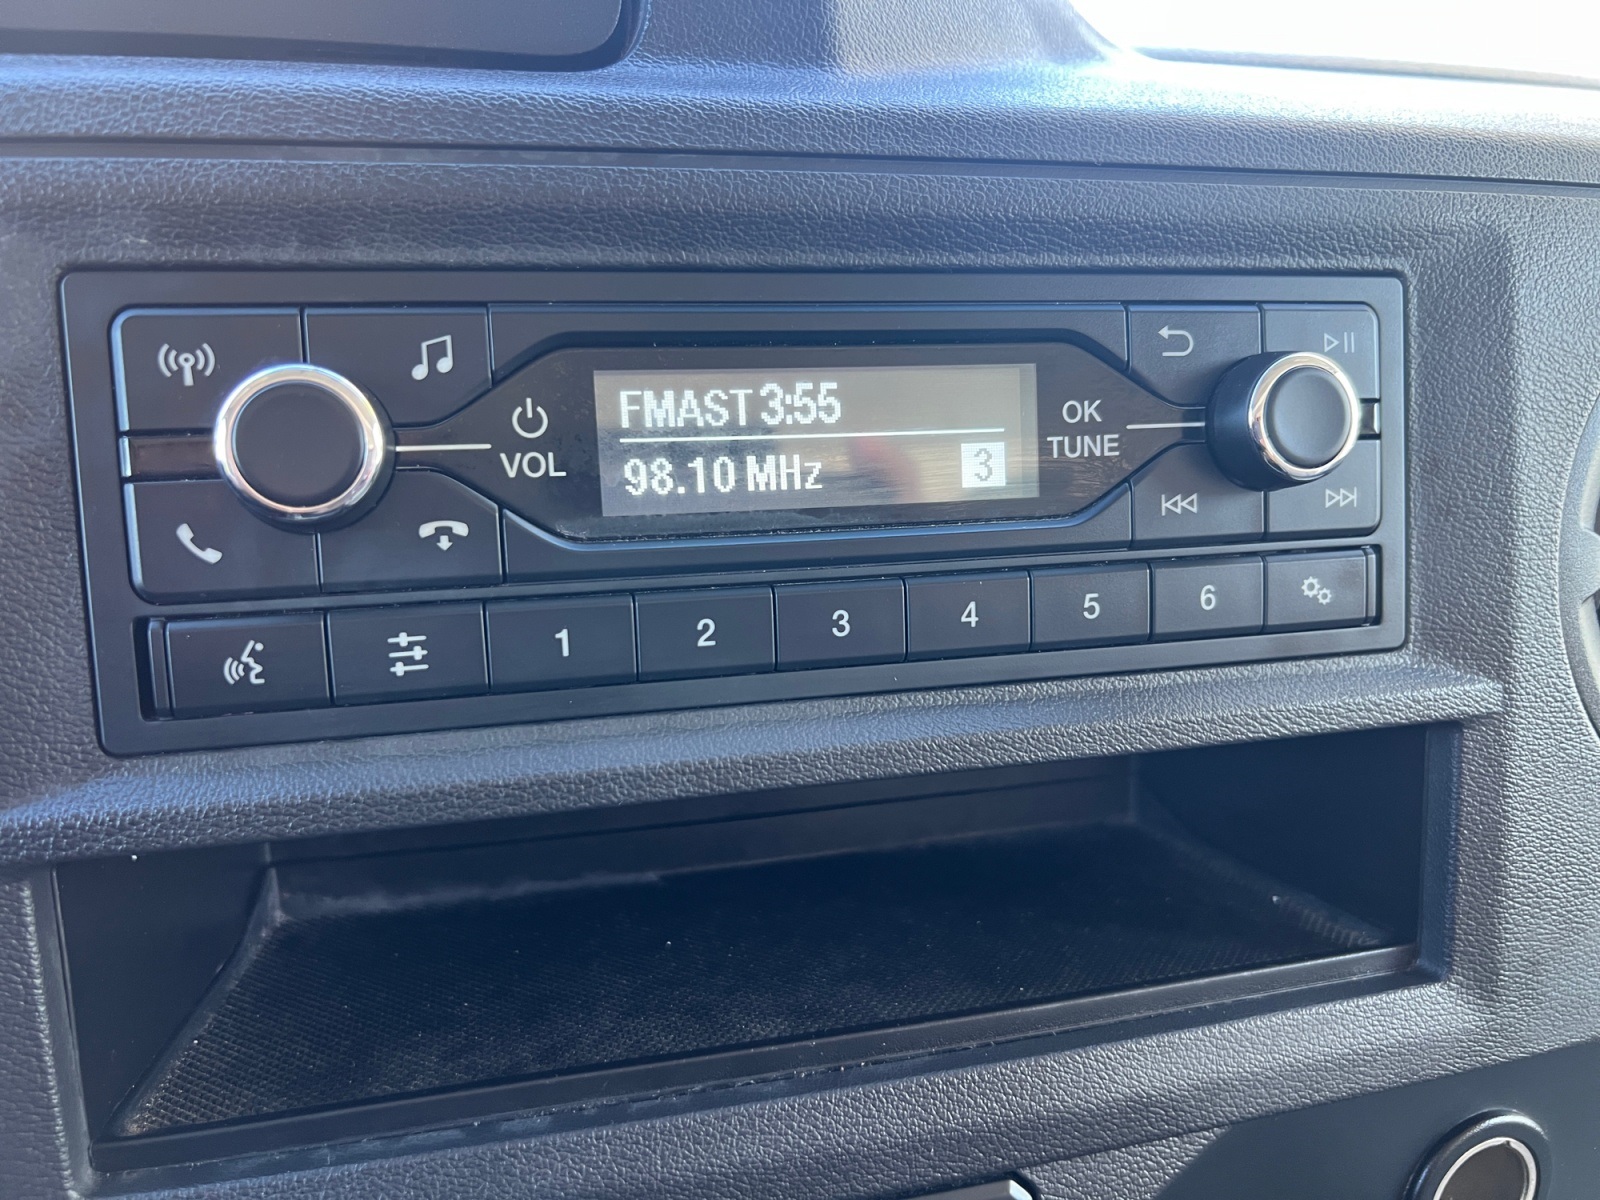 FMAST 3:55
98.10 MHz 3
VOL
OK
TUNE
1 2 3 4 5 6